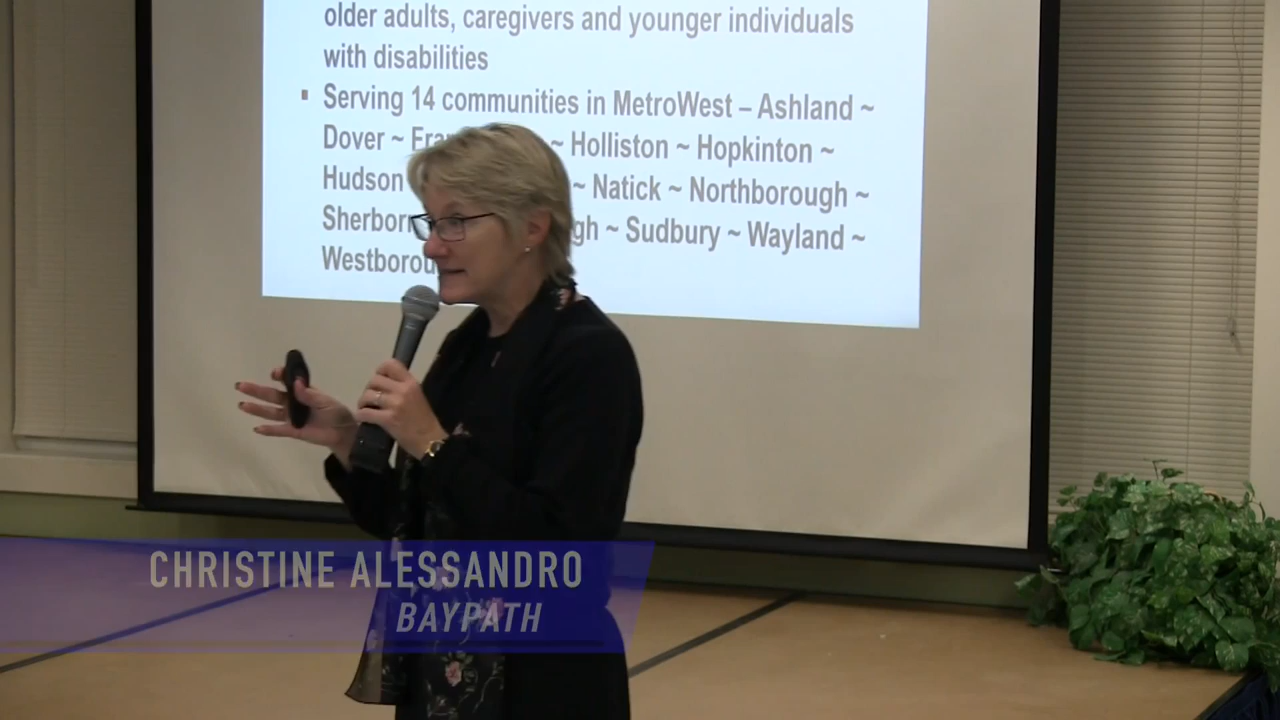 older adults, caregivers and younger individuals
with disabilities
▪ Serving 14 communities in MetroWest – Ashland ~
Dover ~ ~ Holliston ~ Hopkinton ~
Hudson ~ Natick ~ Northborough ~
Sherborn ~ Sudbury ~ Wayland ~
CHRISTINE ALESSANDRO
BAYPATH